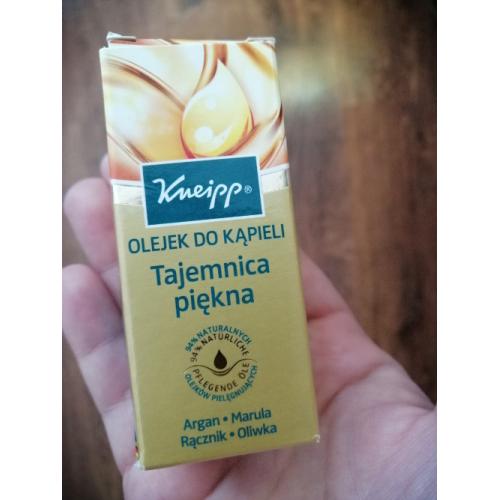 Kneipp®
OLEJEK DO KĄPIELI
Tajemnica
piękna
94% NATURALNYCH
94% NATÜRLICHE
PFLEGENDE ÖLE
OLEJKÓW PIELĘGNUJĄCYCH
Argan • Marula
Rącznik • Oliwka